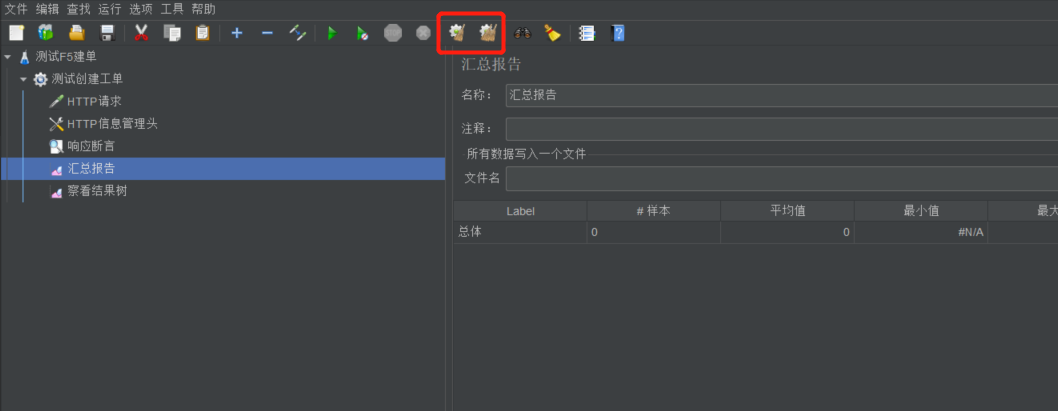 文件 编辑 查找 运行 选项 工具 帮助
测试F5建单
测试创建工单
HTTP请求
HTTP信息管理头
响应断言
汇总报告
察看结果树
汇总报告
名称： 汇总报告
注释：
所有数据写入一个文件
文件名
Label # 样本 平均值 最小值 最大
总体 0 0 #N/A